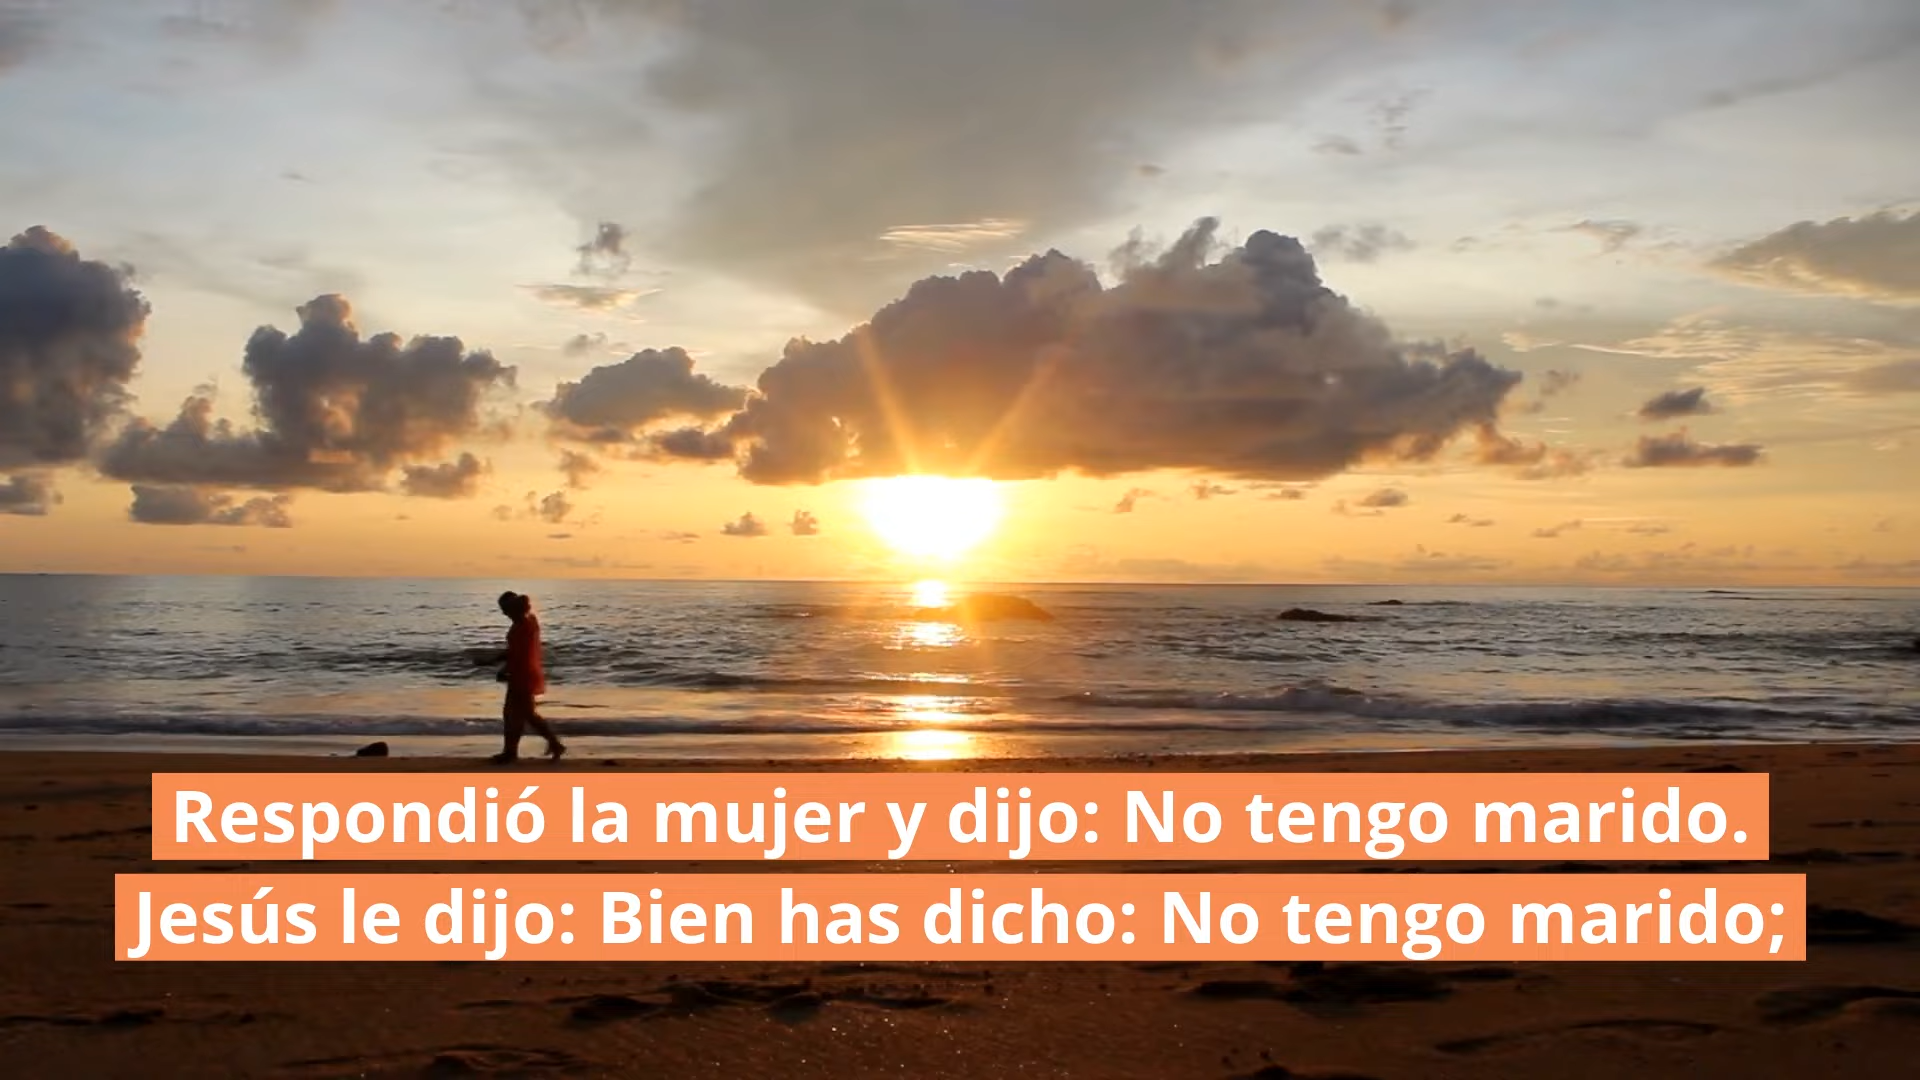 Respondió la mujer y dijo: No tengo marido.
Jesús le dijo: Bien has dicho: No tengo marido;